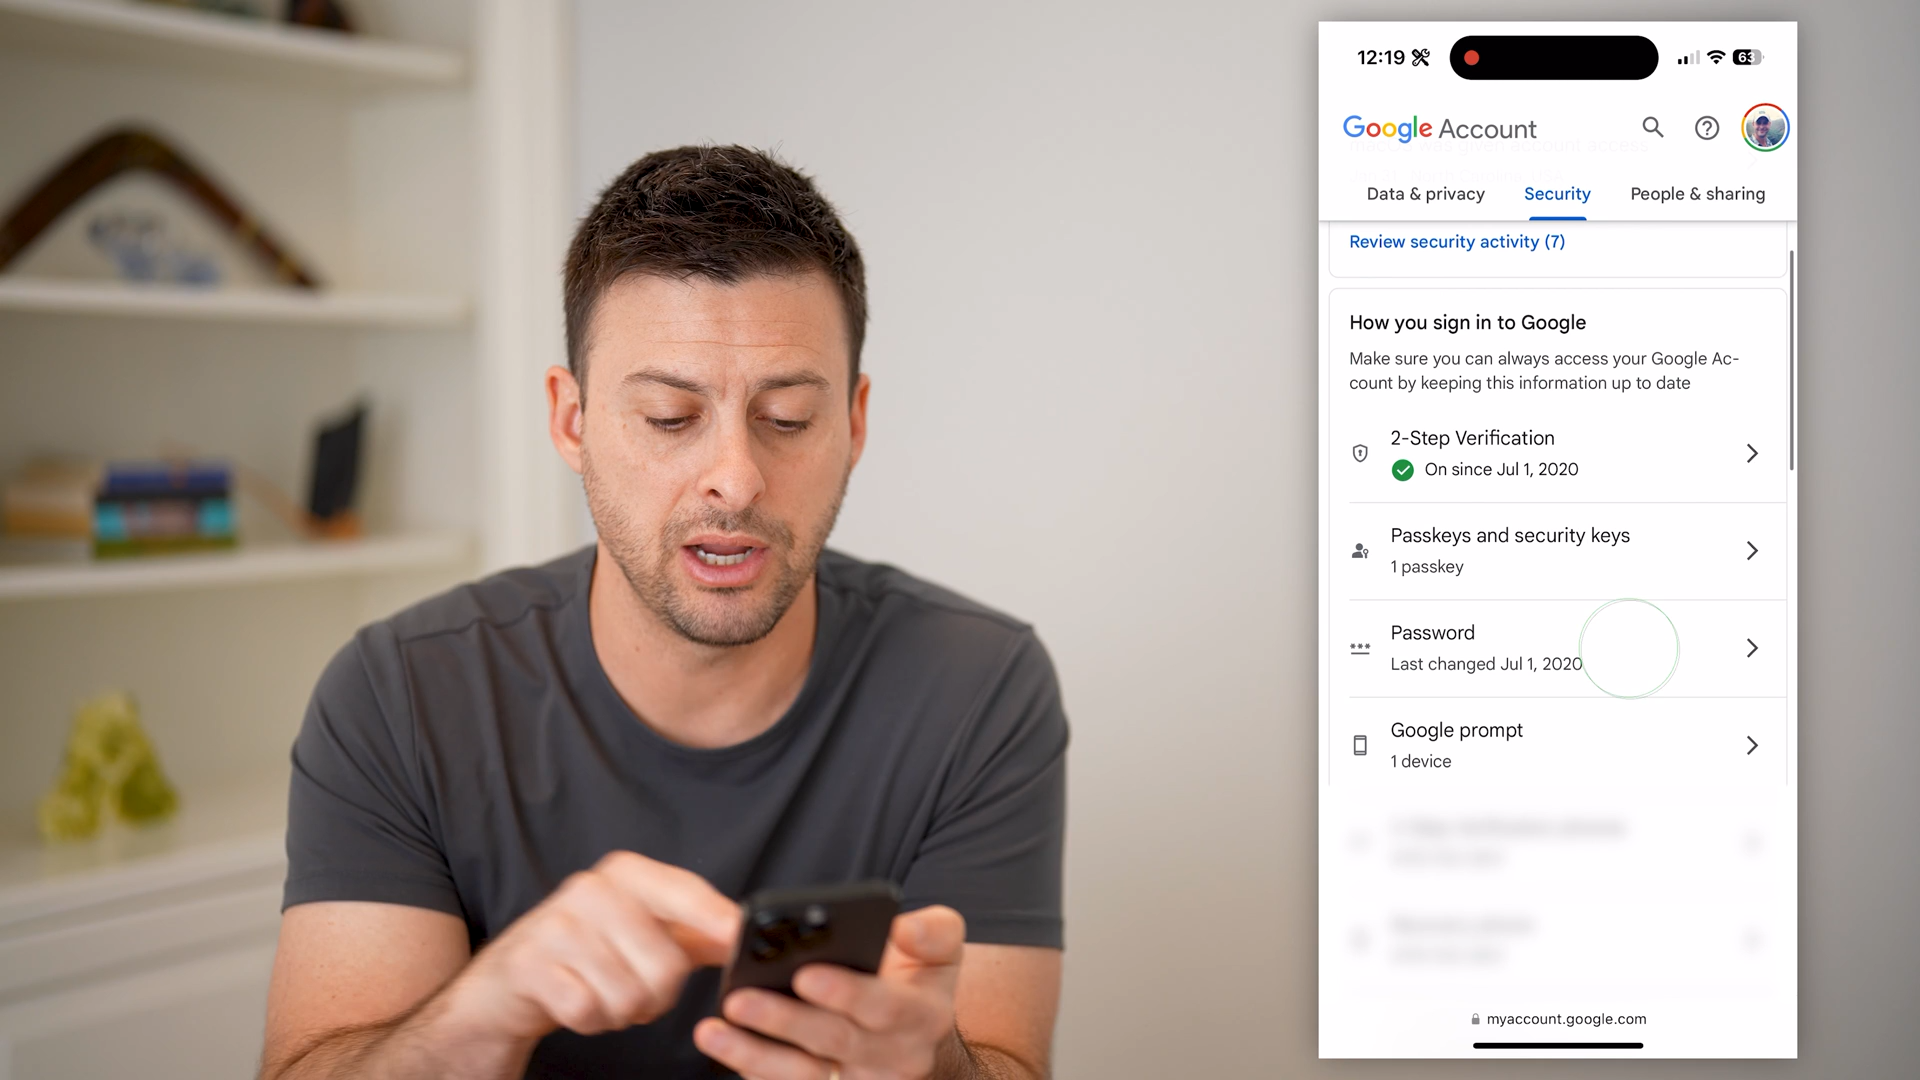 12:19
63
Google Account
Data & privacy Security People & sharing
Review security activity (7)
How you sign in to Google
Make sure you can always access your Google Ac-
count by keeping this information up to date
2-Step Verification
On since Jul 1, 2020
Passkeys and security keys
1 passkey
Password
Last changed Jul 1, 2020
Google prompt
1 device
myaccount.google.com